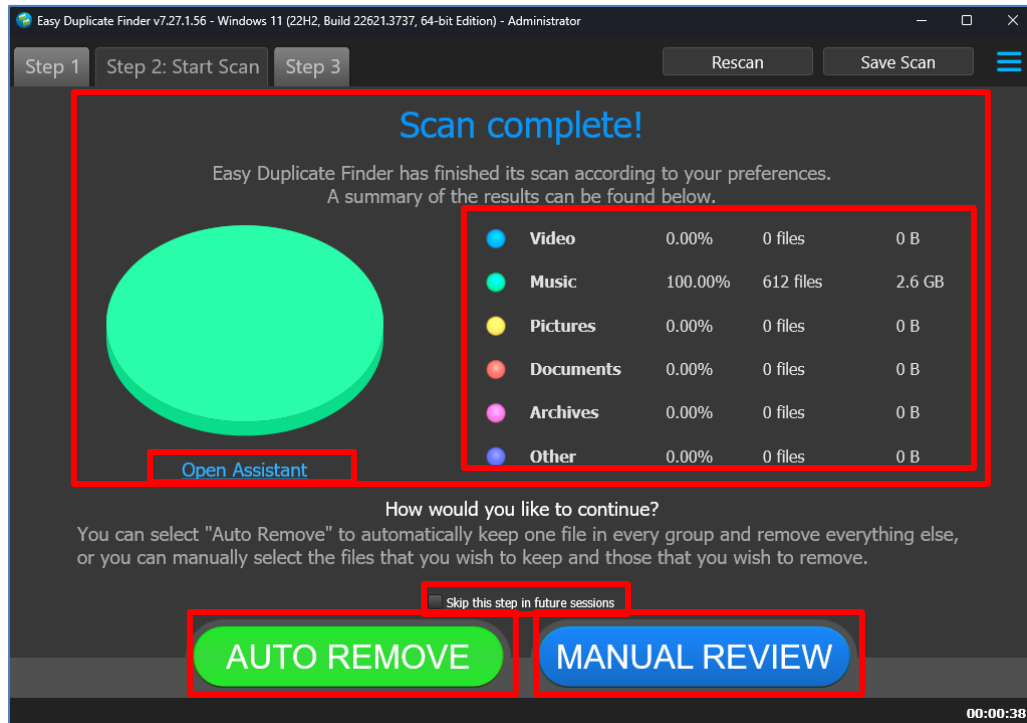 Easy Duplicate Finder v7.27.1.56 - Windows 11 (22H2, Build 22621.3737, 64-bit Edition) - Administrator
Step 1 Step 2: Start Scan Step 3 Rescan Save Scan
Scan complete!
Easy Duplicate Finder has finished its scan according to your preferences.
A summary of the results can be found below.
Video 0.00% 0 files 0 B
Music 100.00% 612 files 2.6 GB
Pictures 0.00% 0 files 0 B
Documents 0.00% 0 files 0 B
Archives 0.00% 0 files 0 B
Other 0.00% 0 files 0 B
Open Assistant
How would you like to continue?
You can select "Auto Remove" to automatically keep one file in every group and remove everything else,
or you can manually select the files that you wish to keep and those that you wish to remove.
Skip this step in future sessions
AUTO REMOVE MANUAL REVIEW
00:00:38